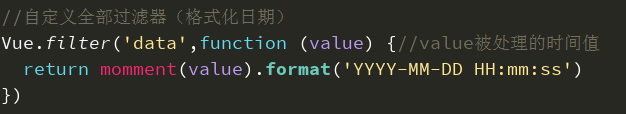 //自定义全部过滤器（格式化日期）
Vue.filter('data',function (value) {//value被处理的时间值
  return momment(value).format('YYYY-MM-DD HH:mm:ss')
})